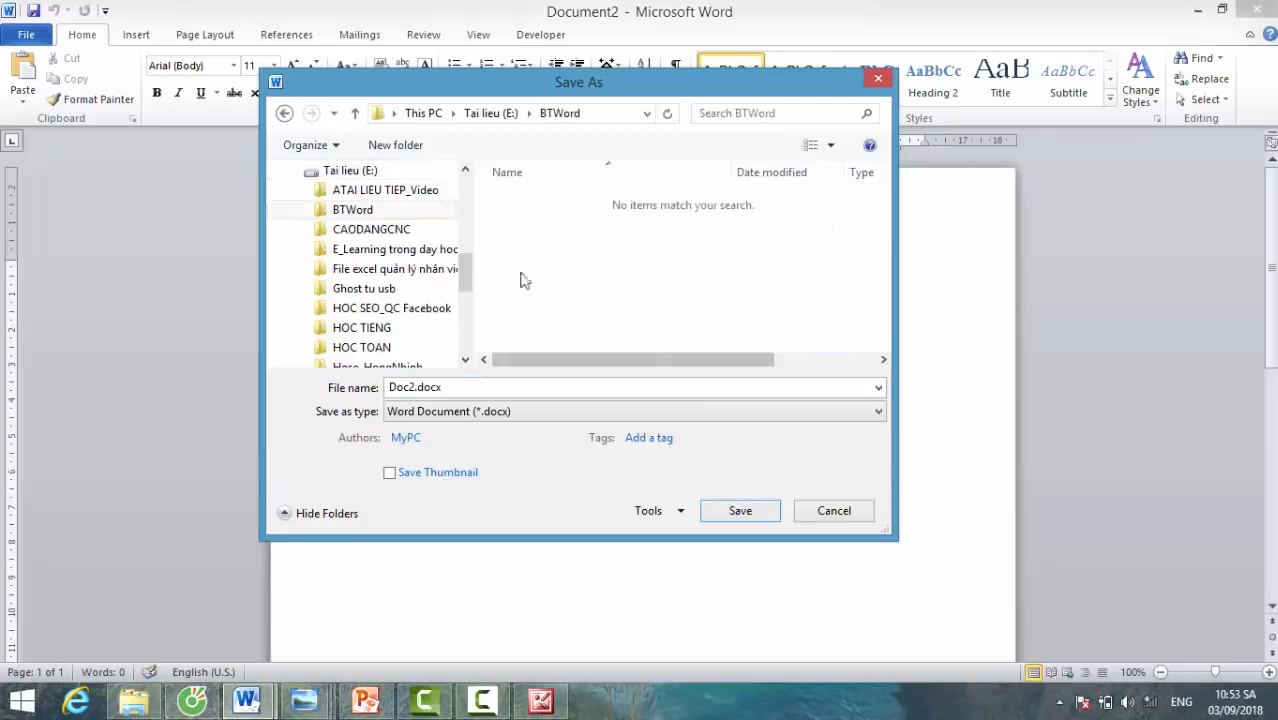 Document2 - Microsoft Word
File Home Insert Page Layout References Mailings Review View Developer
Cut
Copy
Format Painter
Paste
Clipboard
Arial (Body) 11
B I U abc
Heading 2
Title
Subtitle
Change
Styles
Styles
Find
Replace
Select
Editing
Save As
This PC Tai lieu (E:) BTWord
Search BTWord
Organize New folder
Tai lieu (E:)
ATAI LIEU TIEP_Video
BTWord
CAODANGCNC
E_Learning trong day hoc
File excel quản lý nhân vi
Ghost tu usb
HOC SEO_QC Facebook
HOC TIENG
HOC TOAN
Name Date modified Type
No items match your search.
File name: Doc2.docx
Save as type: Word Document (*.docx)
Authors: MyPC Tags: Add a tag
Save Thumbnail
Hide Folders Tools Save Cancel
Page: 1 of 1 Words: 0 English (U.S.) 100%
ENG
10:53 SA
03/09/2018